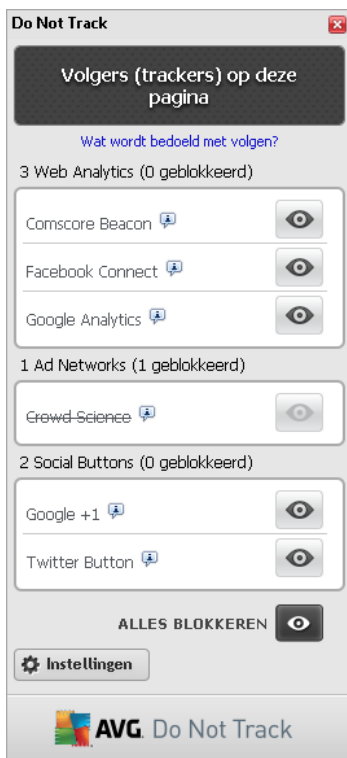 Do Not Track
Volgers (trackers) op deze
pagina
Wat wordt bedoeld met volgen?
3 Web Analytics (0 geblokkeerd)
Comscore Beacon
Facebook Connect
Google Analytics
1 Ad Networks (1 geblokkeerd)
Crowd Science
2 Social Buttons (0 geblokkeerd)
Google +1
Twitter Button
ALLES BLOKKEREN
Instellingen
AVG. Do Not Track